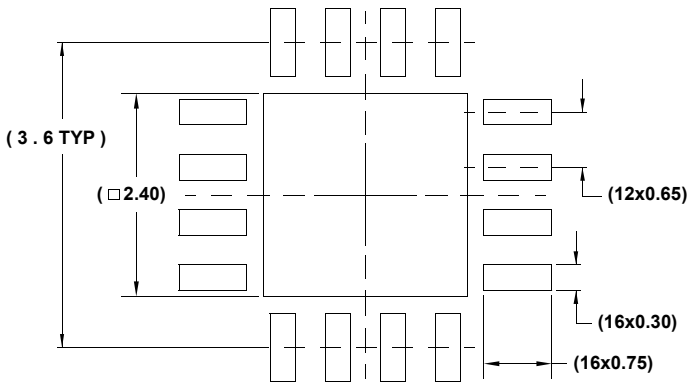 ( 3 . 6 TYP )
( □ 2.40)
(12x0.65)
(16x0.30)
(16x0.75)